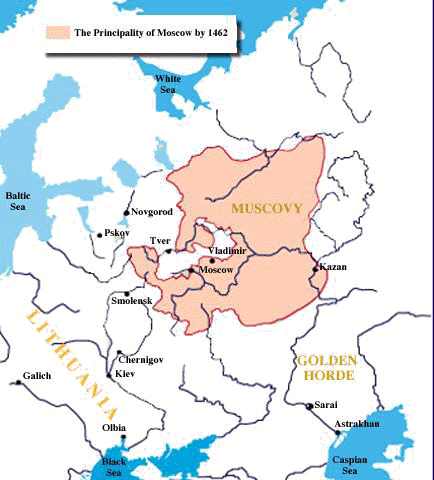 The Principality of Moscow by 1462
White
Sea
Baltic
Sea
Novgorod
MUSCOVY
Pskov
Tver
Vladimir
Moscow
Kazan
Smolensk
LITHUANIA
Chernigov
GOLDEN
HORDE
Galich
Kiev
Sarai
Olbia
Astrakhan
Black
Sea
Caspian
Sea